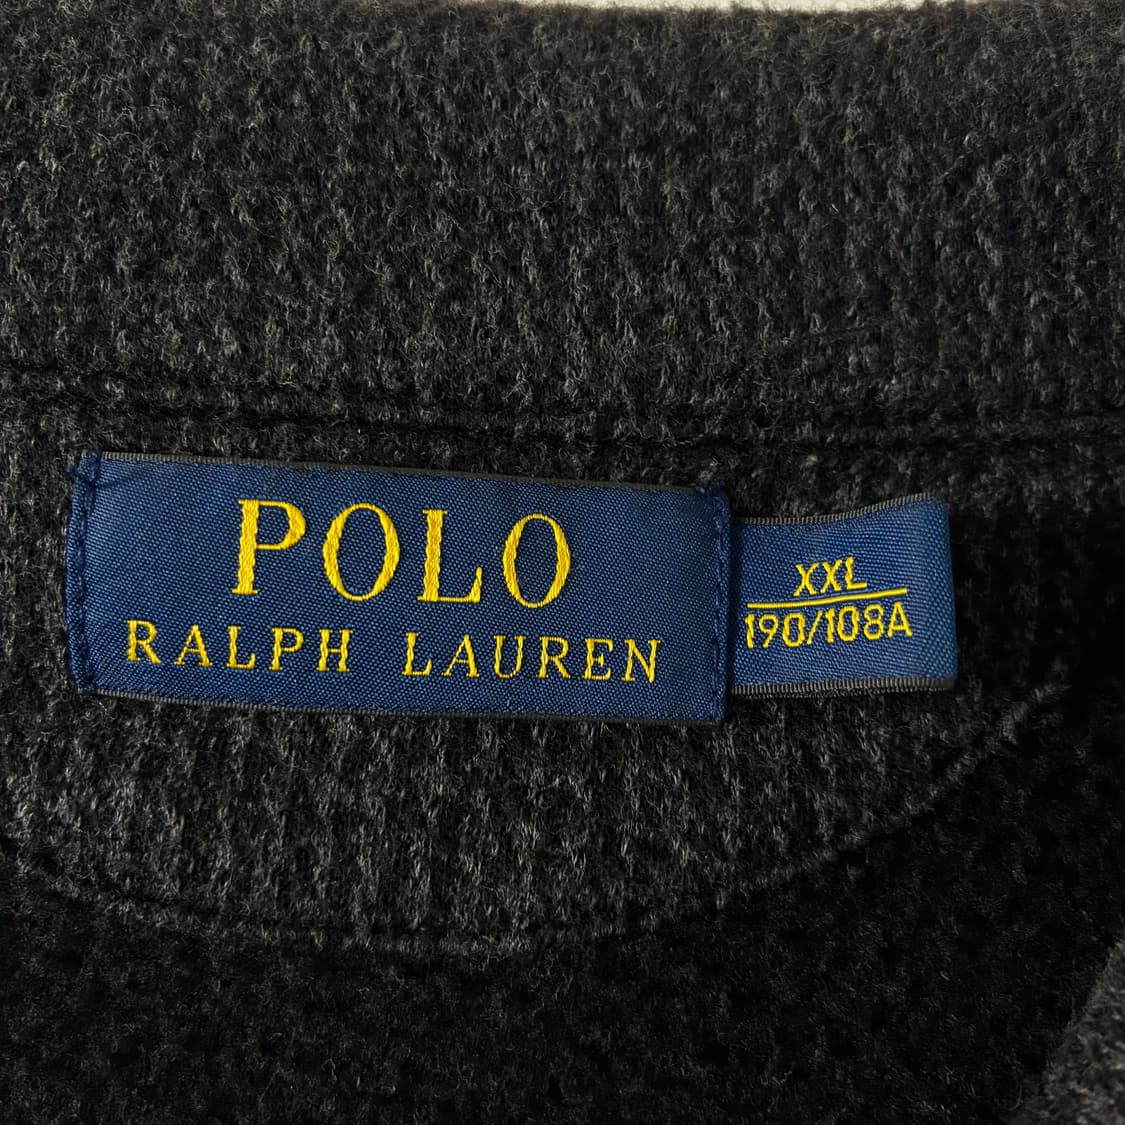 POLO
RALPH LAUREN
XXL
190/108A